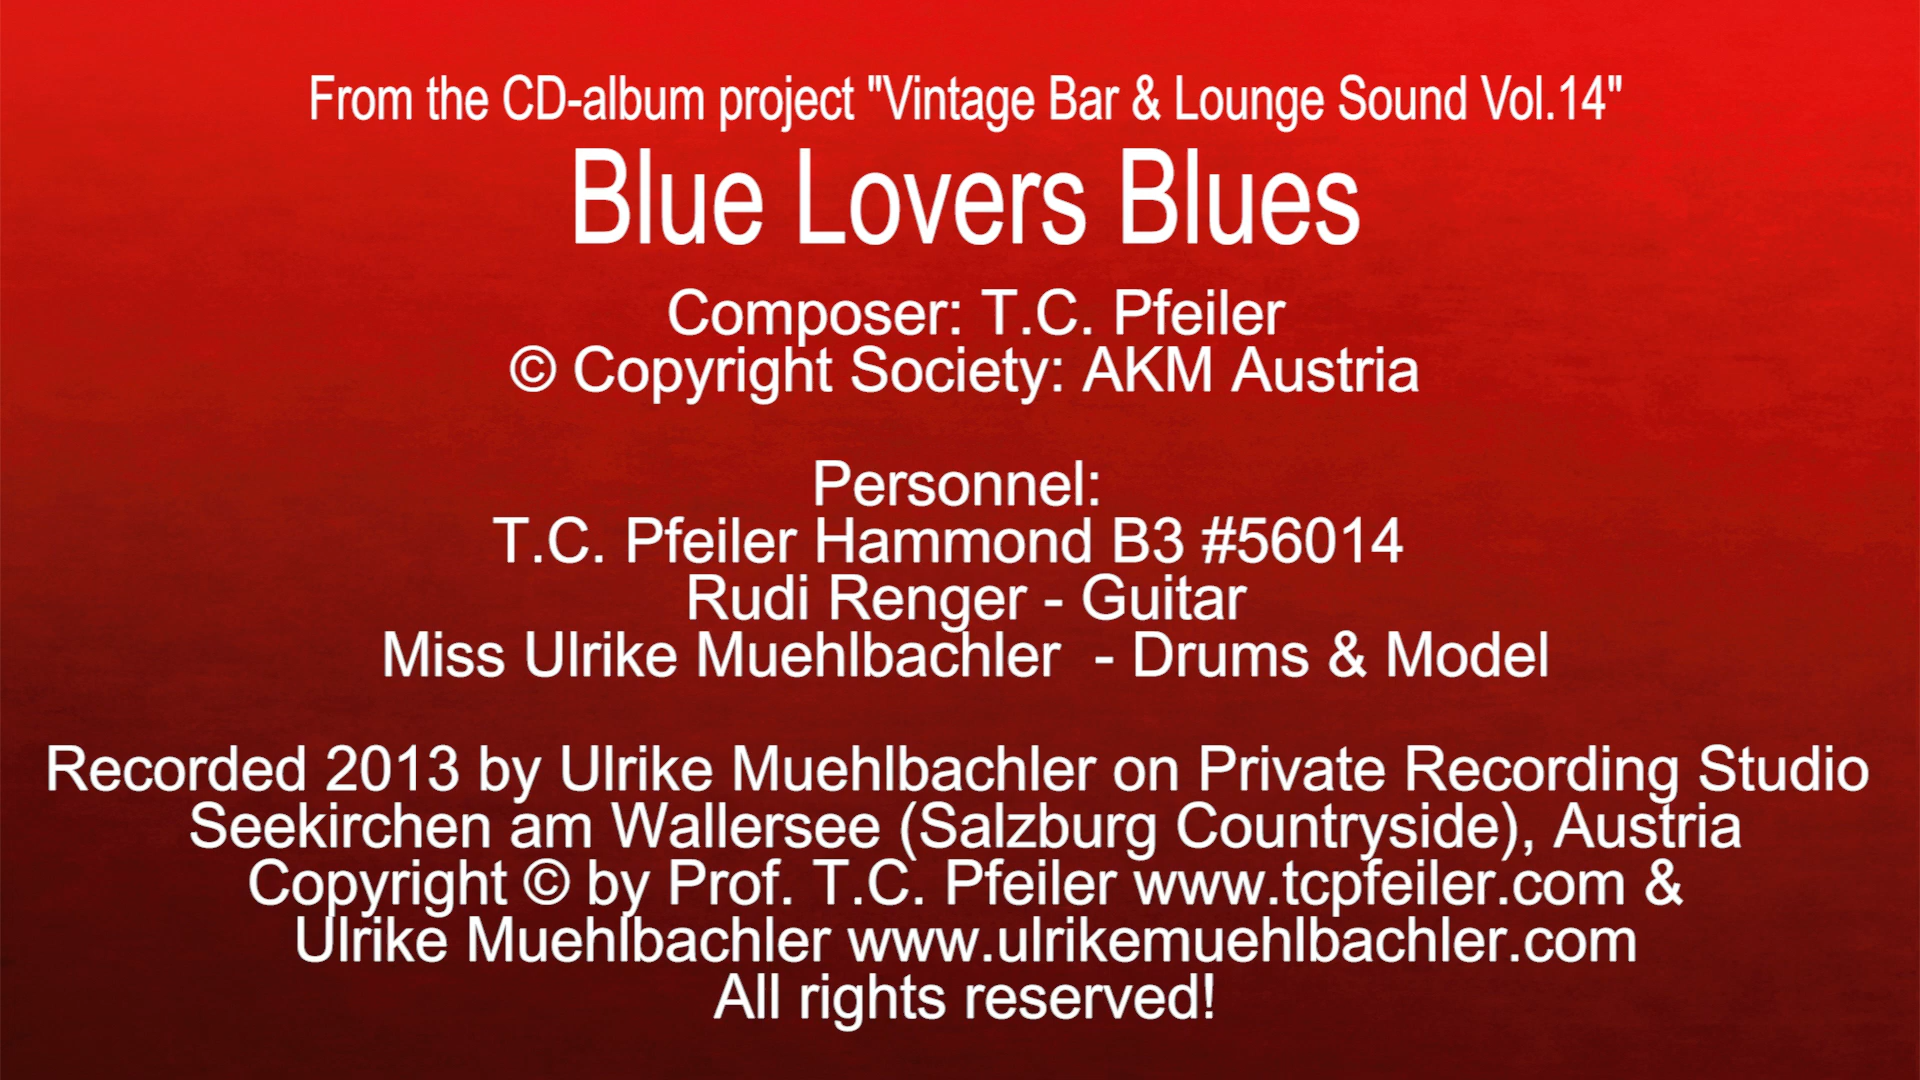 From the CD-album project "Vintage Bar & Lounge Sound Vol.14"
Blue Lovers Blues
Composer: T.C. Pfeiler
© Copyright Society: AKM Austria
Personnel:
T.C. Pfeiler Hammond B3 #56014
Rudi Renger - Guitar
Miss Ulrike Muehlbachler  - Drums & Model
Recorded 2013 by Ulrike Muehlbachler on Private Recording Studio
Seekirchen am Wallersee (Salzburg Countryside), Austria
Copyright © by Prof. T.C. Pfeiler www.tcpfeiler.com &
Ulrike Muehlbachler www.ulrikemuehlbachler.com
All rights reserved!